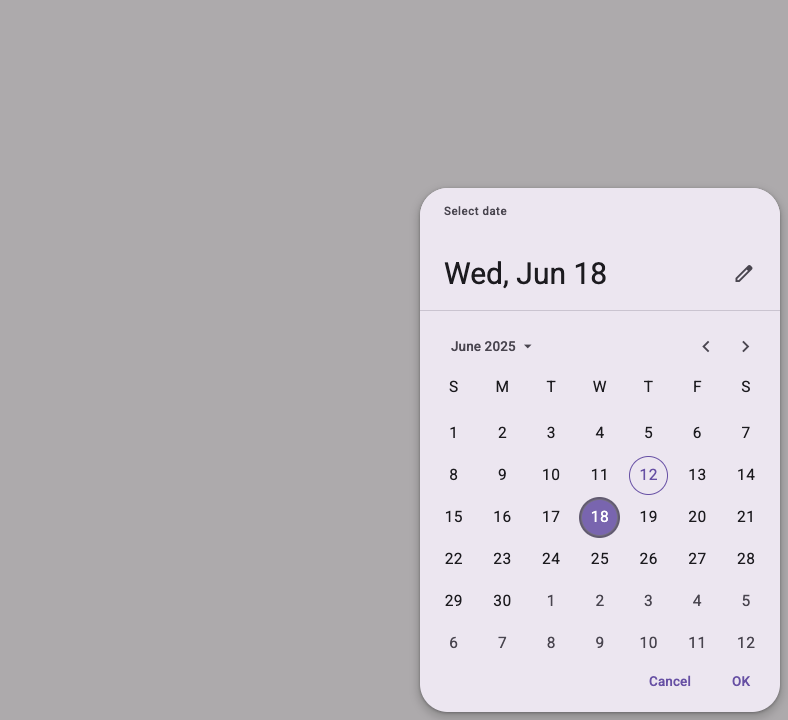 Select date
Wed, Jun 18
June 2025
S M T W T F S
1 2 3 4 5 6 7
8 9 10 11 12 13 14
15 16 17 18 19 20 21
22 23 24 25 26 27 28
29 30 1 2 3 4 5
6 7 8 9 10 11 12
Cancel OK